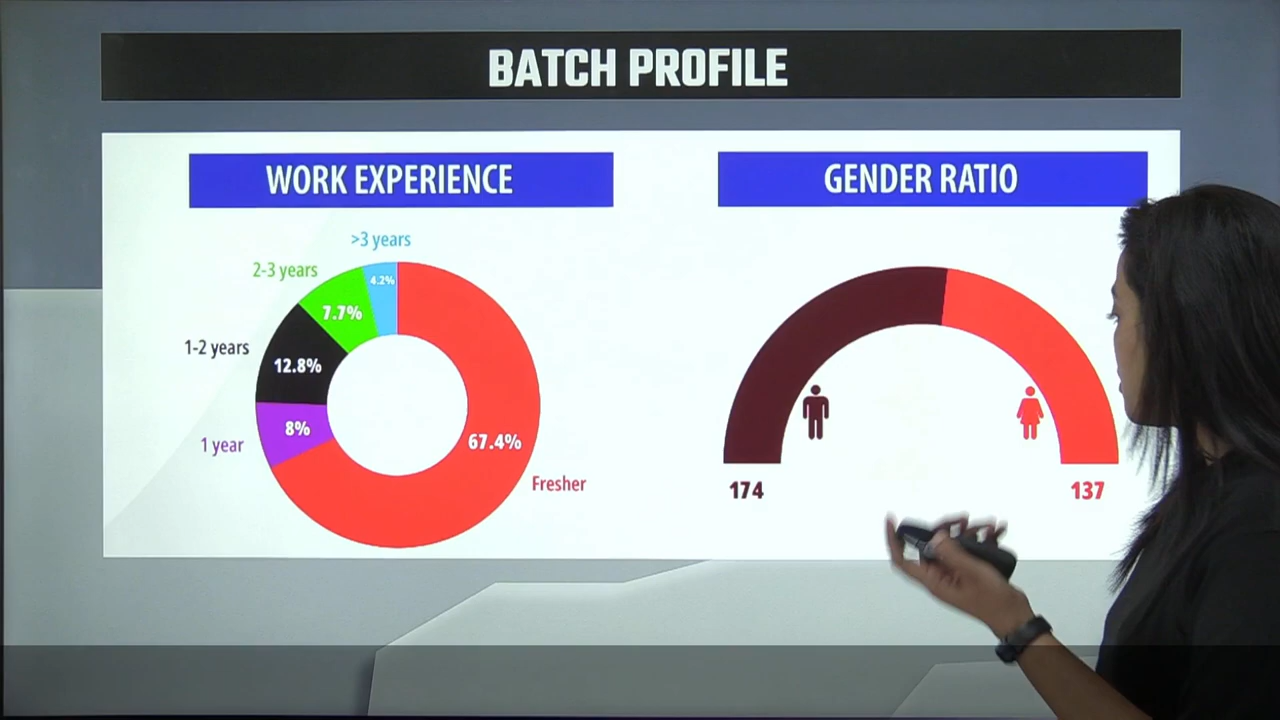 BATCH PROFILE
WORK EXPERIENCE
>3 years
2-3 years
4.2%
7.7%
1-2 years
12.8%
1 year
8%
67.4%
Fresher
GENDER RATIO
174
137